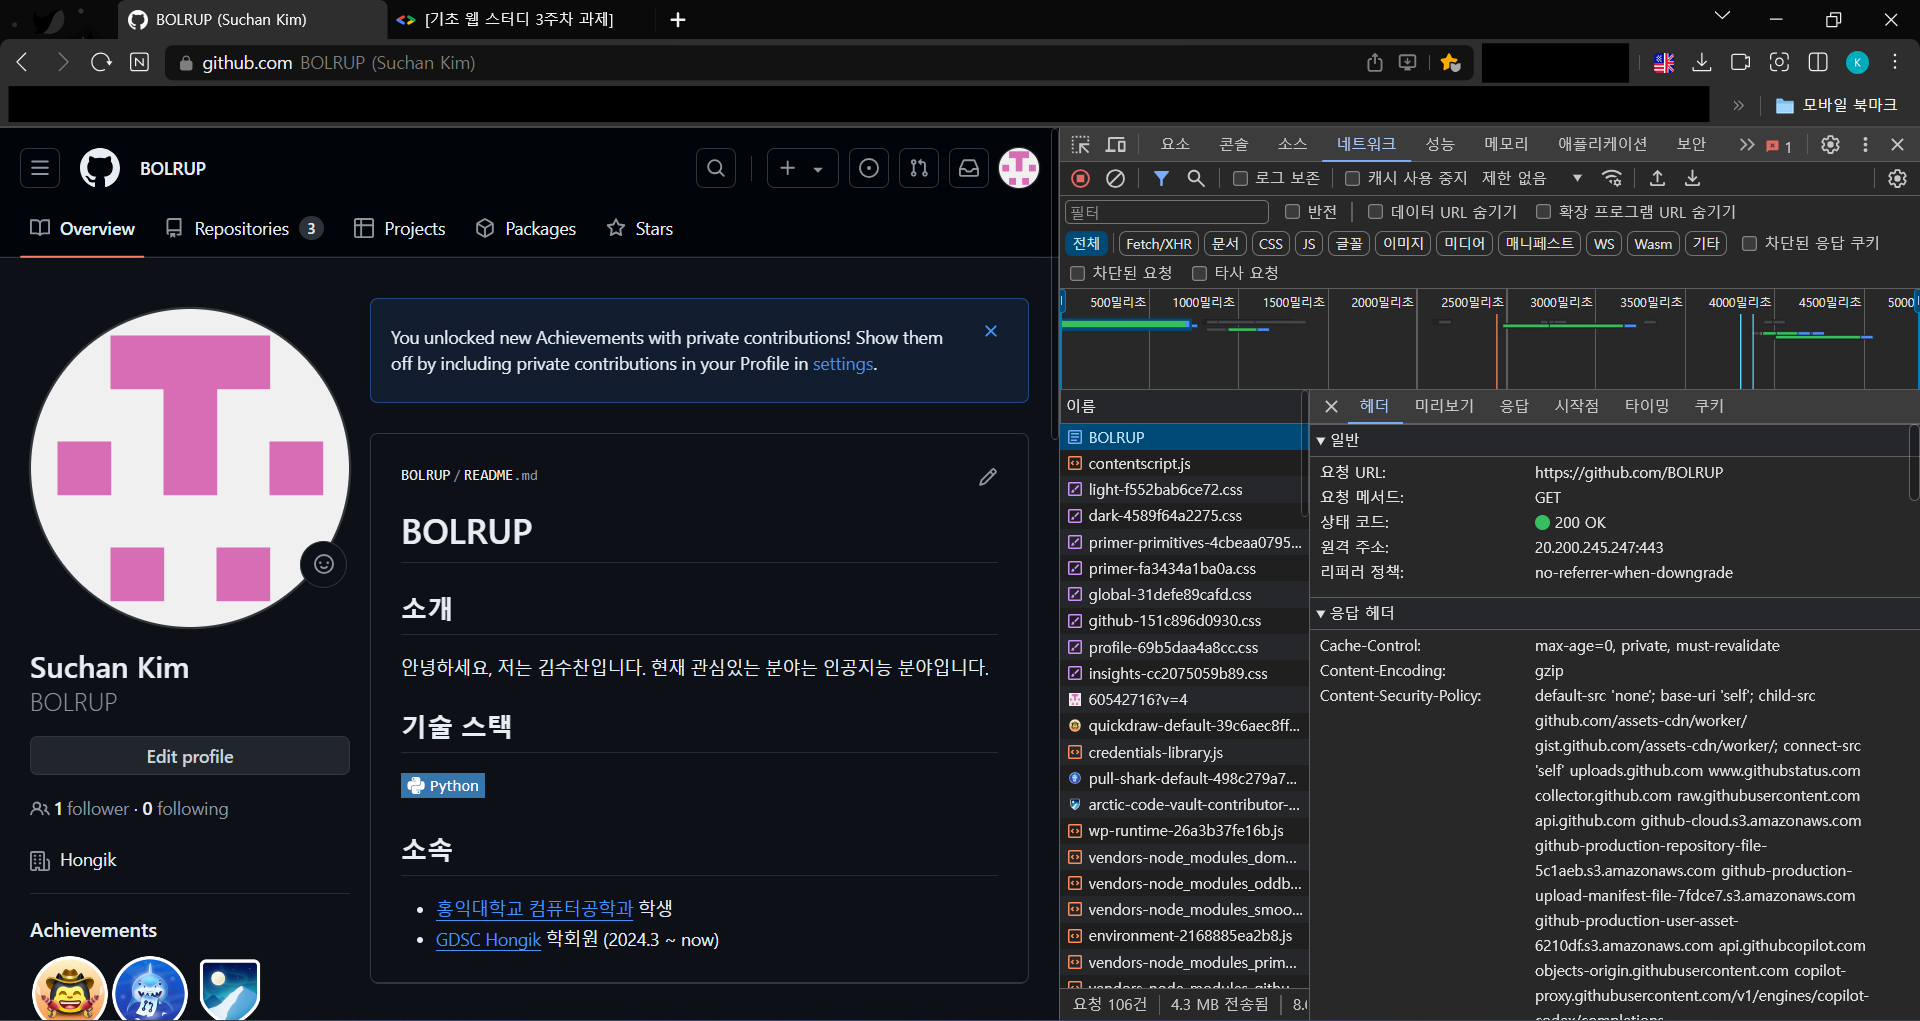 BOLRUP (Suchan Kim)
[기초 웹 스터디 3주차 과제]
github.com BOLRUP (Suchan Kim)
K
모바일 북마크
BOLRUP
Overview
Repositories 3
Projects
Packages
Stars
You unlocked new Achievements with private contributions! Show them
off by including private contributions in your Profile in settings.
BOLRUP/README.md
BOLRUP
소개
안녕하세요, 저는 김수찬입니다. 현재 관심있는 분야는 인공지능 분야입니다.
기술 스택
Python
소속
홍익대학교 컴퓨터공학과 학생
GDSC Hongik 학회원 (2024.3 ~ now)
Suchan Kim
BOLRUP
Edit profile
1 follower · 0 following
Hongik
Achievements
요소 콘솔 소스 네트워크 성능 메모리 애플리케이션 보안 1
로그 보존 캐시 사용 중지 제한 없음
필터 반전 데이터 URL 숨기기 확장 프로그램 URL 숨기기
전체 Fetch/XHR 문서 CSS JS 글꼴 이미지 미디어 매니페스트 WS Wasm 기타 차단된 응답 쿠키
차단된 요청 타사 요청
500밀리초 1000밀리초 1500밀리초 2000밀리초 2500밀리초 3000밀리초 3500밀리초 4000밀리초 4500밀리초 5000
이름
BOLRUP
contentscript.js
light-f552bab6ce72.css
dark-4589f64a2275.css
primer-primitives-4cbeaa0795...
primer-fa3434a1ba0a.css
global-31defe89cafd.css
github-151c896d0930.css
profile-69b5daa4a8cc.css
insights-cc2075059b89.css
60542716?v=4
quickdraw-default-39c6aec8ff...
credentials-library.js
pull-shark-default-498c279a7...
arctic-code-vault-contributor-...
wp-runtime-26a3b37fe16b.js
vendors-node_modules_dom...
vendors-node_modules_oddb...
vendors-node_modules_smoo...
environment-2168885ea2b8.js
vendors-node_modules_prim...
vendors-node_modules_githu...
요청 106건 4.3 MB 전송됨
헤더 미리보기 응답 시작점 타이밍 쿠키
일반
요청 URL: https://github.com/BOLRUP
요청 메서드: GET
상태 코드: 200 OK
원격 주소: 20.200.245.247:443
리퍼러 정책: no-referrer-when-downgrade
응답 헤더
Cache-Control: max-age=0, private, must-revalidate
Content-Encoding: gzip
Content-Security-Policy: default-src 'none'; base-uri 'self'; child-src
github.com/assets-cdn/worker/
gist.github.com/assets-cdn/worker/; connect-src
'self' uploads.github.com www.githubstatus.com
collector.github.com raw.githubusercontent.com
api.github.com github-cloud.s3.amazonaws.com
github-production-repository-file-
5c1aeb.s3.amazonaws.com github-production-
upload-manifest-file-7fdce7.s3.amazonaws.com
github-production-user-asset-
6210df.s3.amazonaws.com api.githubcopilot.com
objects-origin.githubusercontent.com copilot-
proxy.githubusercontent.com/v1/engines/copilot-
codex/completions